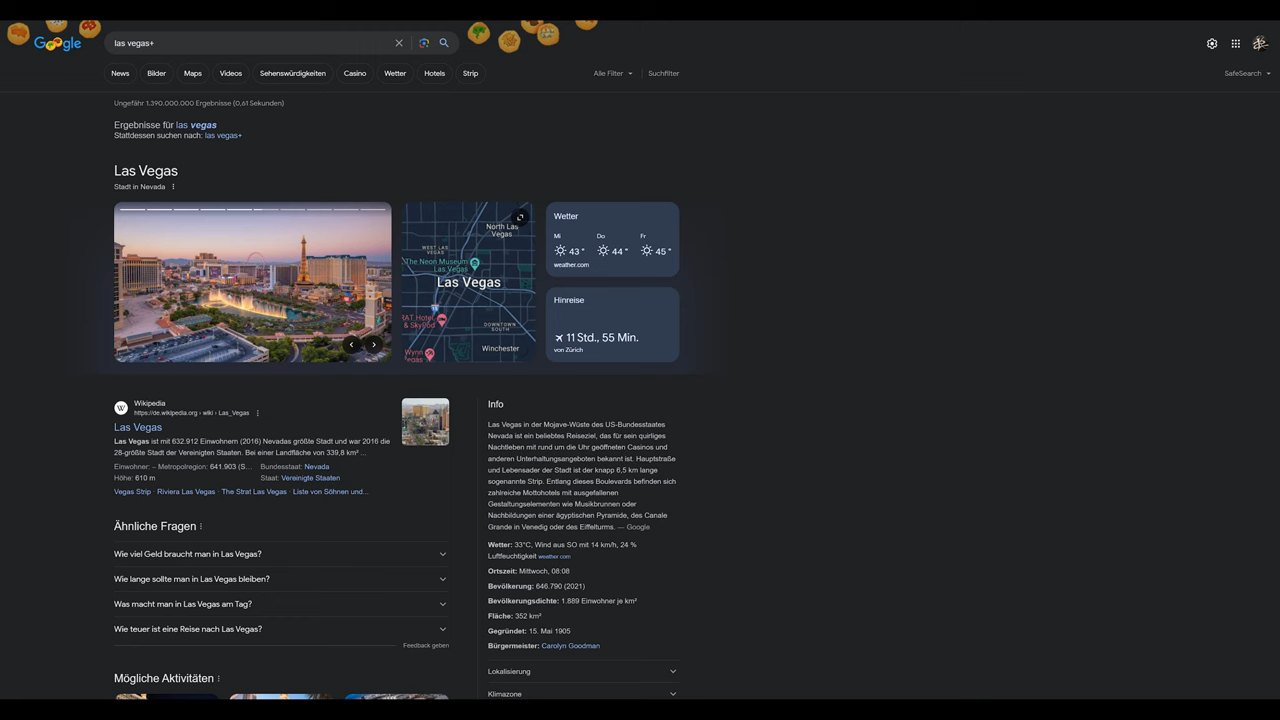 Google
las vegas+
News
Bilder
Maps
Videos
Sehenswürdigkeiten
Casino
Wetter
Hotels
Strip
Alle Filter
Suchfilter
SafeSearch
Ungefähr 1.390.000.000 Ergebnisse (0,61 Sekunden)
Ergebnisse für las vegas
Stattdessen suchen nach: las vegas+
Las Vegas
Stadt in Nevada
North Las
Vegas
WEST LAS
VEGAS
The Neon Museum
Las Vegas
Las Vegas
RAT Hotel
& SkyPod
DOWNTOWN
SOUTH
Wynn
Vegas
Winchester
Wetter
Mi
Do
Fr
43°
44°
45°
weather.com
Hinreise
11 Std., 55 Min.
von Zürich
W
Wikipedia
https://de.wikipedia.org › wiki › Las_Vegas
Las Vegas
Las Vegas ist mit 632.912 Einwohnern (2016) Nevadas größte Stadt und war 2016 die
28-größte Stadt der Vereinigten Staaten. Bei einer Landfläche von 339,8 km² ...
Einwohner: – Metropolregion: 641.903 (S...
Bundesstaat: Nevada
Höhe: 610 m
Staat: Vereinigte Staaten
Vegas Strip · Riviera Las Vegas · The Strat Las Vegas · Liste von Söhnen und...
Ähnliche Fragen
Wie viel Geld braucht man in Las Vegas?
Wie lange sollte man in Las Vegas bleiben?
Was macht man in Las Vegas am Tag?
Wie teuer ist eine Reise nach Las Vegas?
Feedback geben
Mögliche Aktivitäten
Info
Las Vegas in der Mojave-Wüste des US-Bundesstaates
Nevada ist ein beliebtes Reiseziel, das für sein quirliges
Nachtleben mit rund um die Uhr geöffneten Casinos und
anderen Unterhaltungsangeboten bekannt ist. Hauptstraße
und Lebensader der Stadt ist der knapp 6,5 km lange
sogenannte Strip. Entlang dieses Boulevards befinden sich
zahlreiche Mottohotels mit ausgefallenen
Gestaltungselementen wie Musikbrunnen oder
Nachbildungen einer ägyptischen Pyramide, des Canale
Grande in Venedig oder des Eiffelturms. — Google
Wetter: 33°C, Wind aus SO mit 14 km/h, 24 %
Luftfeuchtigkeit weather.com
Ortszeit: Mittwoch, 08:08
Bevölkerung: 646.790 (2021)
Bevölkerungsdichte: 1.889 Einwohner je km²
Fläche: 352 km²
Gegründet: 15. Mai 1905
Bürgermeister: Carolyn Goodman
Lokalisierung
Klimazone